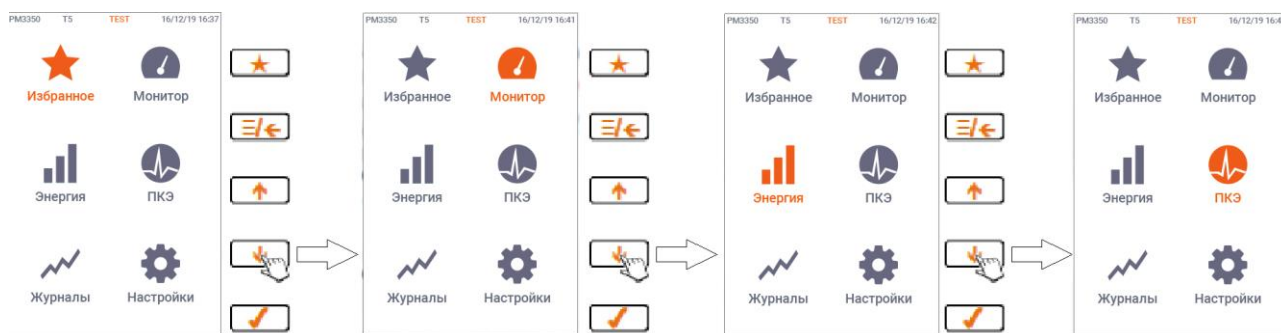 PM3350 T5 TEST 16/12/19 16:37
Избранное Монитор
Энергия ПКЭ
Журналы Настройки
PM3350 T5 TEST 16/12/19 16:41
Избранное Монитор
Энергия ПКЭ
Журналы Настройки
PM3350 T5 TEST 16/12/19 16:42
Избранное Монитор
Энергия ПКЭ
Журналы Настройки
PM3350 T5 TEST 16/12/19 16:4
Избранное Монитор
Энергия ПКЭ
Журналы Настройки